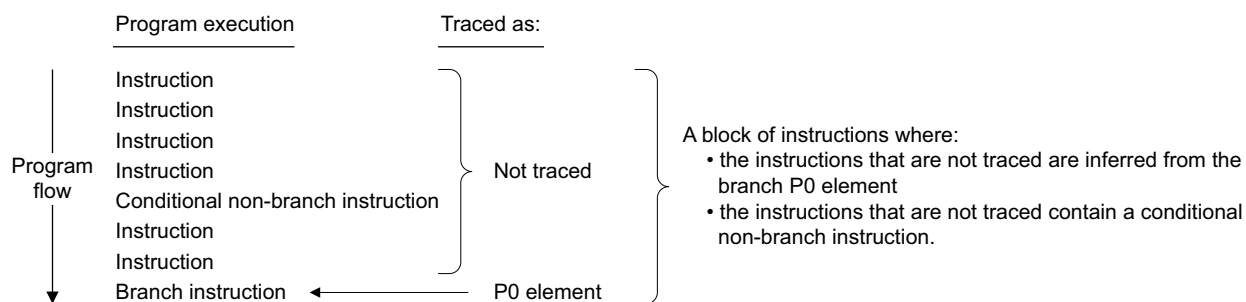 Program execution
Traced as:
Instruction
Instruction
Instruction
Instruction
Conditional non-branch instruction
Instruction
Instruction
Branch instruction
Program
flow
Not traced
P0 element
A block of instructions where:
• the instructions that are not traced are inferred from the
branch P0 element
• the instructions that are not traced contain a conditional
non-branch instruction.